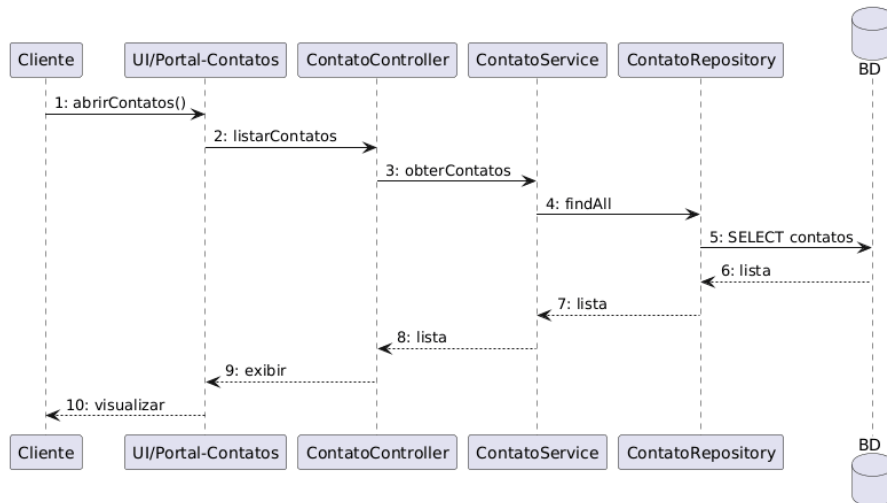 BD
Cliente
UI/Portal-Contatos
ContatoController
ContatoService
ContatoRepository
1: abrirContatos()
2: listarContatos
3: obterContatos
4: findAll
5: SELECT contatos
6: lista
7: lista
8: lista
9: exibir
10: visualizar
Cliente
UI/Portal-Contatos
ContatoController
ContatoService
ContatoRepository
BD